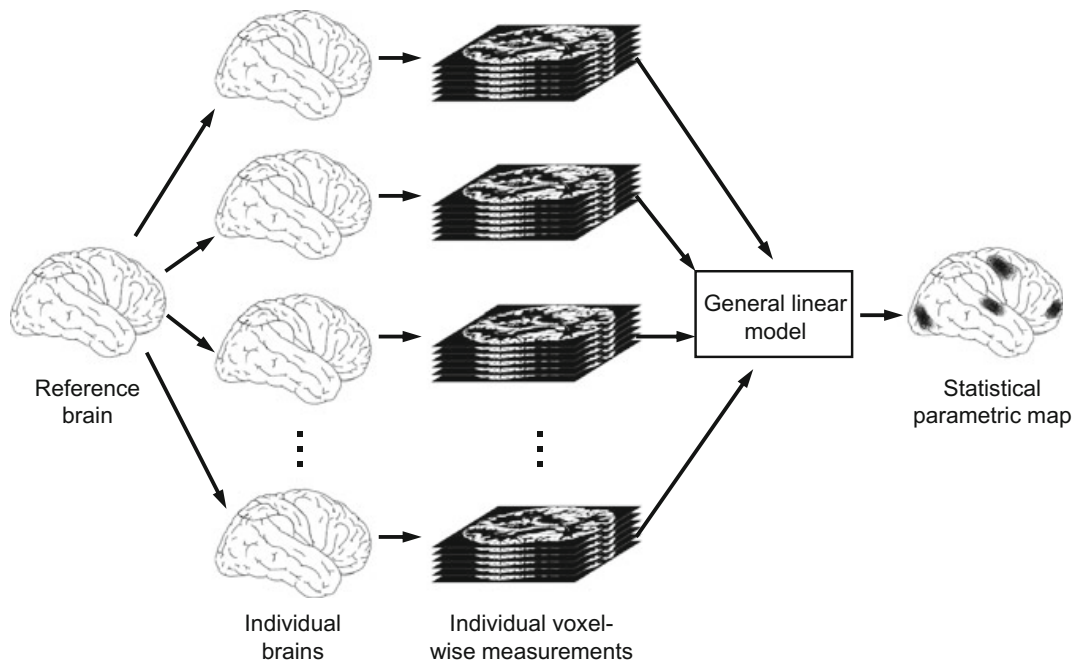 Reference
brain
Individual
brains
Individual voxel-
wise measurements
General linear
model
Statistical
parametric map